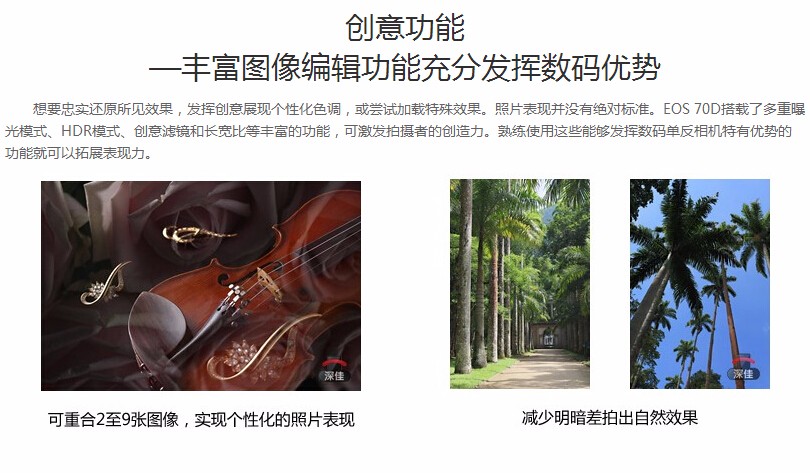 创意功能
—丰富图像编辑功能充分发挥数码优势
想要忠实还原所见效果，发挥创意展现个性化色调，或尝试加载特殊效果。照片表现并没有绝对标准。EOS 70D搭载了多重曝
光模式、HDR模式、创意滤镜和长宽比等丰富的功能，可激发拍摄者的创造力。熟练使用这些能够发挥数码单反相机特有优势的
功能就可以拓展表现力。
深佳
深佳
可重合2至9张图像，实现个性化的照片表现
减少明暗差拍出自然效果